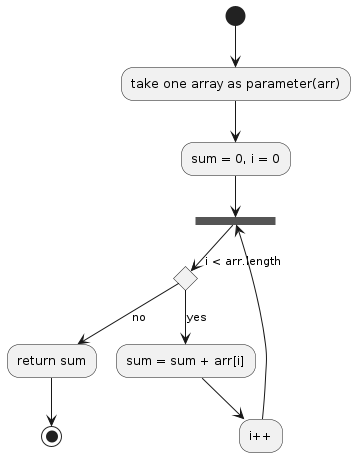 take one array as parameter(arr)
sum = 0, i = 0
i < arr.length
no
yes
return sum
sum = sum + arr[i]
i++